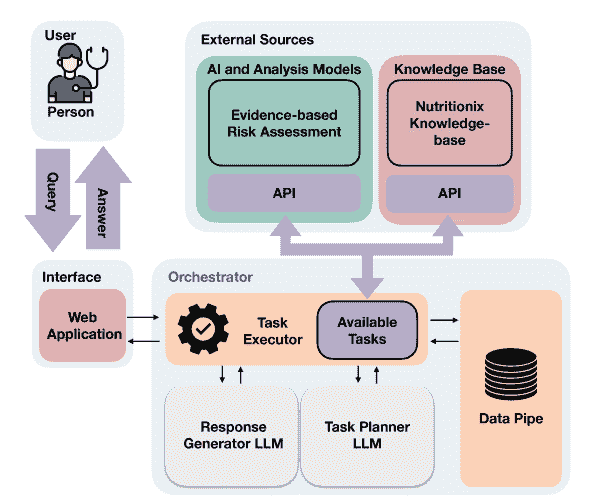 User
Person
Query
Answer
External Sources
AI and Analysis Models
Evidence-based
Risk Assessment
API
Knowledge Base
Nutritionix
Knowledge-
base
API
Interface
Web
Application
Orchestrator
Task
Executor
Available
Tasks
Response
Generator LLM
Task Planner
LLM
Data Pipe